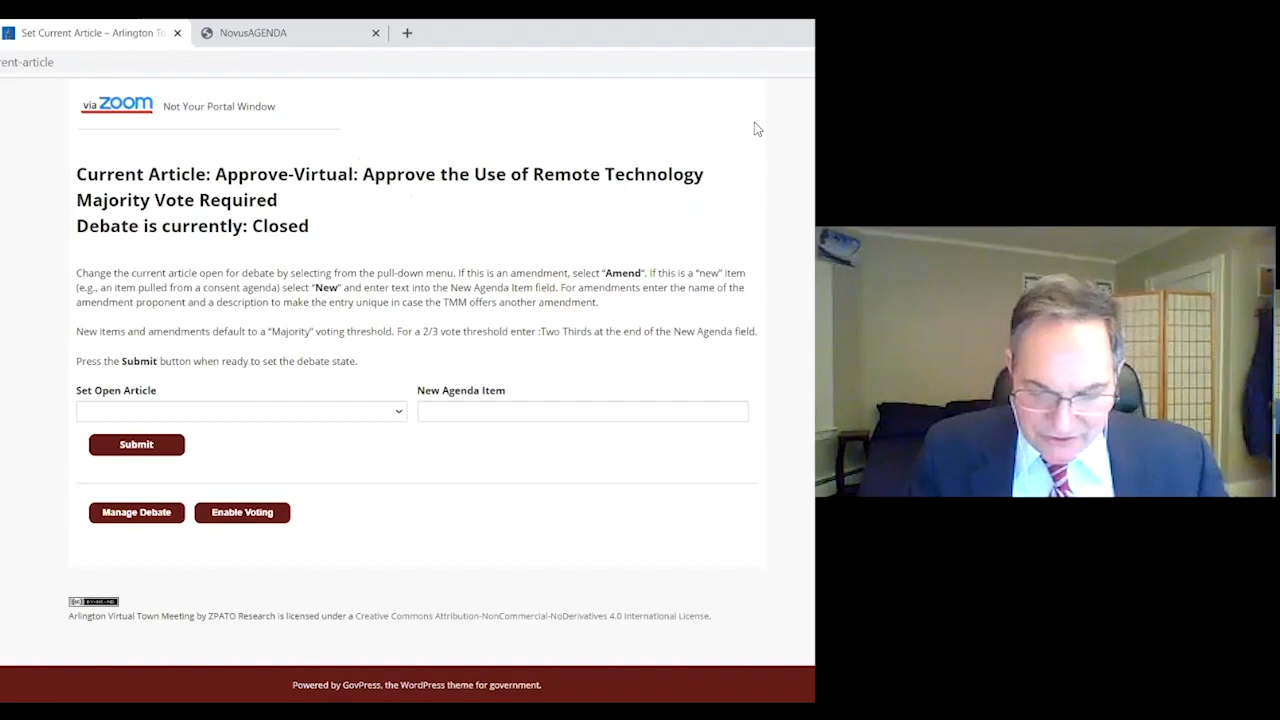 Set Current Article – Arlington To
NovusAGENDA
rent-article
via zoom Not Your Portal Window
Current Article: Approve-Virtual: Approve the Use of Remote Technology
Majority Vote Required
Debate is currently: Closed
Change the current article open for debate by selecting from the pull-down menu. If this is an amendment, select "Amend". If this is a "new" item
(e.g., an item pulled from a consent agenda) select "New" and enter text into the New Agenda Item field. For amendments enter the name of the
amendment proponent and a description to make the entry unique in case the TMM offers another amendment.
New items and amendments default to a "Majority" voting threshold. For a 2/3 vote threshold enter :Two Thirds at the end of the New Agenda field.
Press the Submit button when ready to set the debate state.
Set Open Article New Agenda Item
Submit
Manage Debate Enable Voting
Arlington Virtual Town Meeting by ZPATO Research is licensed under a Creative Commons Attribution-NonCommercial-NoDerivatives 4.0 International License.
Powered by GovPress, the WordPress theme for government.